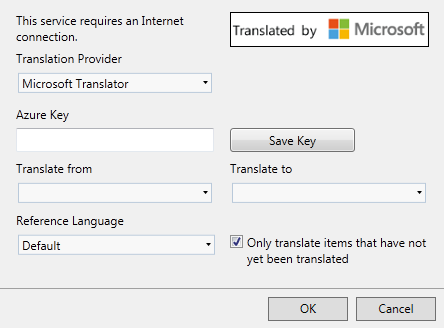 This service requires an Internet
connection.
Translated by Microsoft
Translation Provider
Microsoft Translator
Azure Key
Save Key
Translate from
Translate to
Reference Language
Default
Only translate items that have not
yet been translated
OK
Cancel